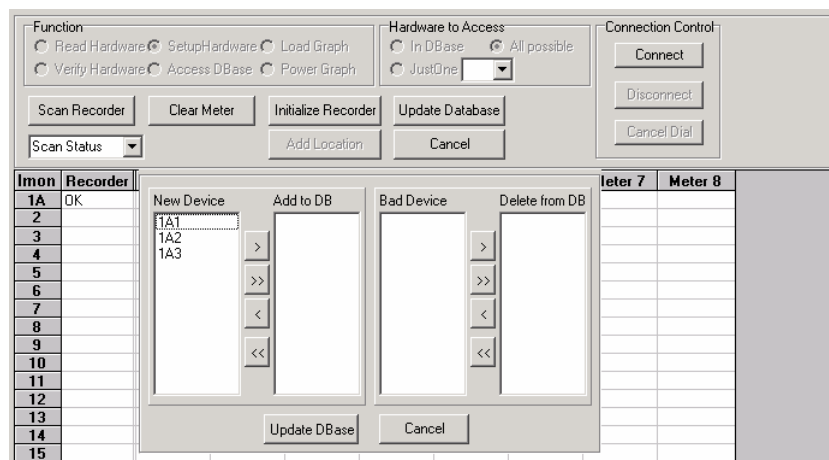 Function
Hardware to Access
Connection Control
Read Hardware SetupHardware Load Graph
In DBase All possible
Connect
Verify Hardware Access DBase Power Graph
JustOne
Disconnect
Scan Recorder Clear Meter Initialize Recorder Update Database
Cancel Dial
Scan Status Add Location Cancel
Imon Recorder leter 7 Meter 8
1A OK
2
3
4
5
6
7
8
9
10
11
12
13
14
15
New Device Add to DB Bad Device Delete from DB
1A1
1A2
1A3
> >
>> >>
< <
<< <<
Update DBase Cancel